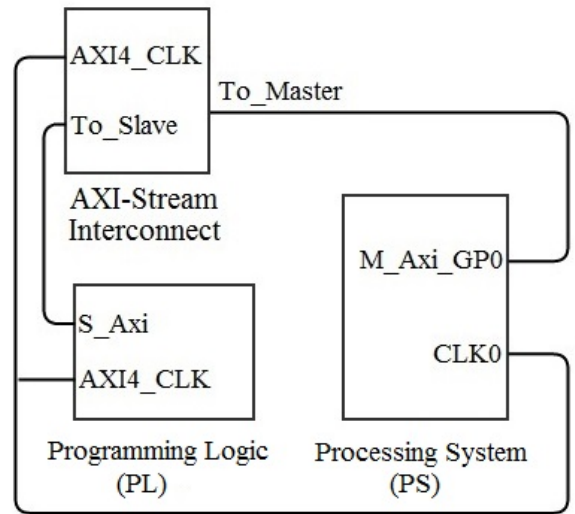 AXI4_CLK
To_Master
To_Slave
AXI-Stream
Interconnect
M_Axi_GP0
S_Axi
CLK0
AXI4_CLK
Programming Logic
(PL)
Processing System
(PS)